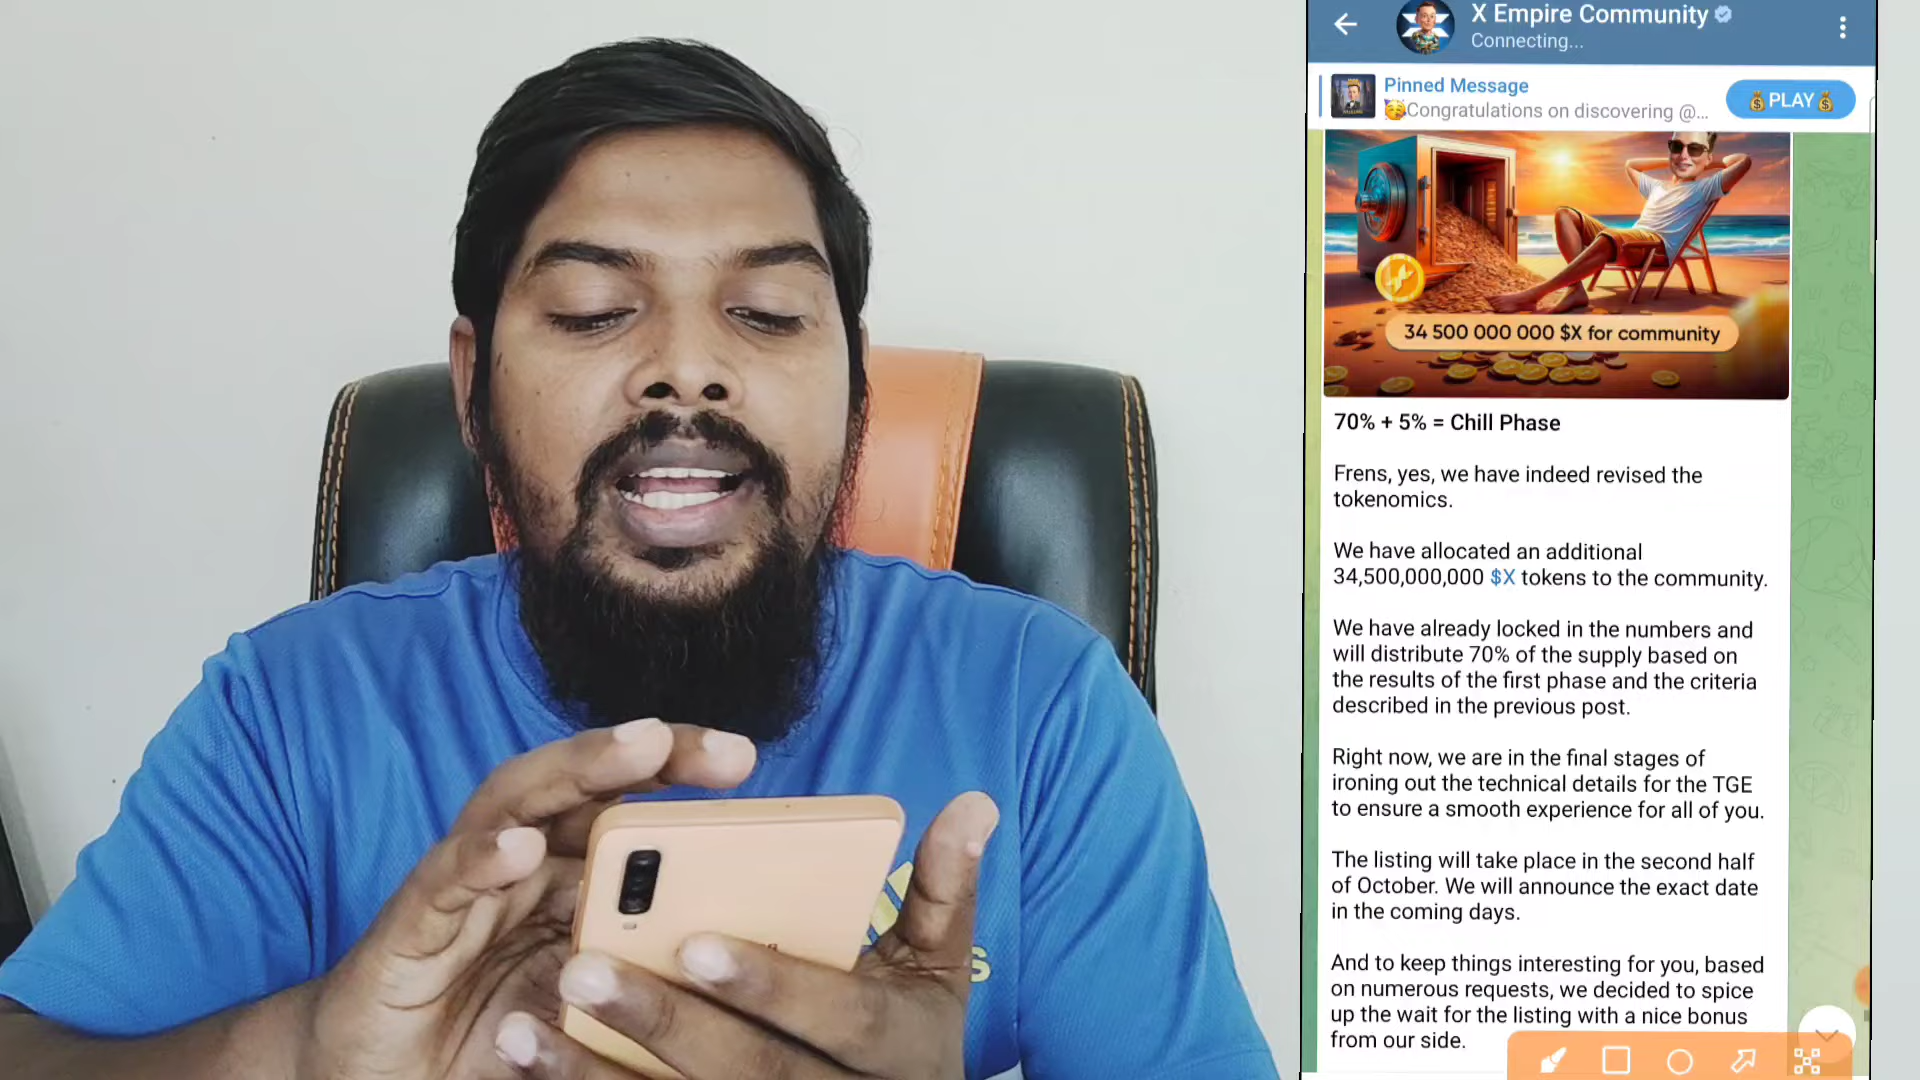 X Empire Community
Connecting...
Pinned Message
🥳Congratulations on discovering @...
💰PLAY💰
34 500 000 000 $X for community
70% + 5% = Chill Phase
Frens, yes, we have indeed revised the
tokenomics.
We have allocated an additional
34,500,000,000 $X tokens to the community.
We have already locked in the numbers and
will distribute 70% of the supply based on
the results of the first phase and the criteria
described in the previous post.
Right now, we are in the final stages of
ironing out the technical details for the TGE
to ensure a smooth experience for all of you.
The listing will take place in the second half
of October. We will announce the exact date
in the coming days.
And to keep things interesting for you, based
on numerous requests, we decided to spice
up the wait for the listing with a nice bonus
from our side.